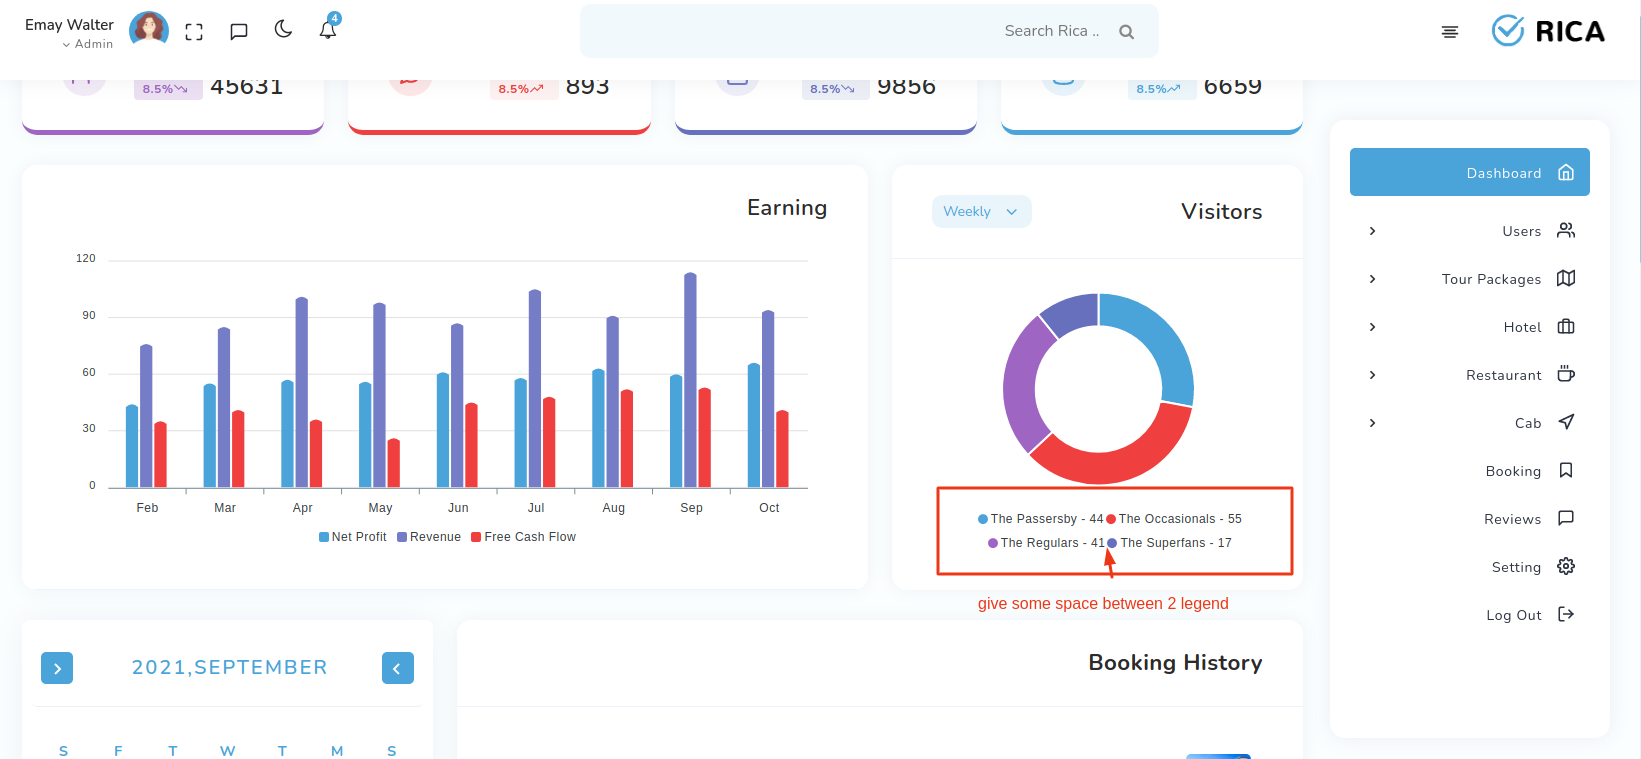 Emay Walter
Admin
4
Search Rica ..
RICA
8.5% 45631
8.5% 893
8.5% 9856
8.5% 6659
Earning
120
90
60
30
0
Feb Mar Apr May Jun Jul Aug Sep Oct
Net Profit Revenue Free Cash Flow
Weekly
Visitors
The Passersby - 44 The Occasionals - 55
The Regulars - 41 The Superfans - 17
give some space between 2 legend
Dashboard
Users
Tour Packages
Hotel
Restaurant
Cab
Booking
Reviews
Setting
Log Out
2021,SEPTEMBER
S F T W T M S
Booking History